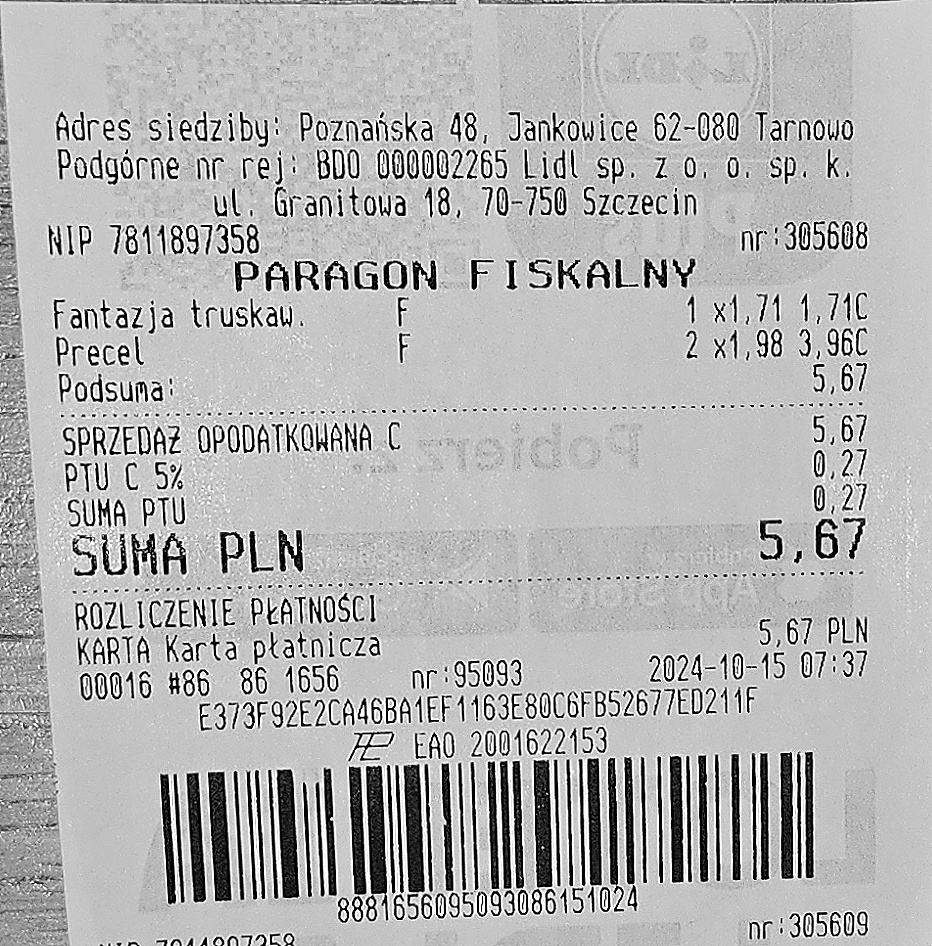 Adres siedziby: Poznańska 48, Jankowice 62-080 Tarnowo
Podgórne nr rej: BDO 000002265 Lidl sp. z o. o. sp. k.
ul. Granitowa 18, 70-750 Szczecin
NIP 7811897358 nr:305608
PARAGON FISKALNY
Fantazja truskaw. F 1 x1,71 1,71C
Precel F 2 x1,98 3,96C
Podsuma: 5,67
SPRZEDAŻ OPODATKOWANA C 5,67
PTU C 5% 0,27
SUMA PTU 0,27
SUMA PLN 5,67
ROZLICZENIE PŁATNOŚCI
KARTA Karta płatnicza 5,67 PLN
00016 #86 86 1656 nr:95093 2024-10-15 07:37
E373F92E2CA46BA1EF1163E80C6FB52677ED211F
EAO 2001622153
8881656095093086151024
NIP 7811897358 nr:305609